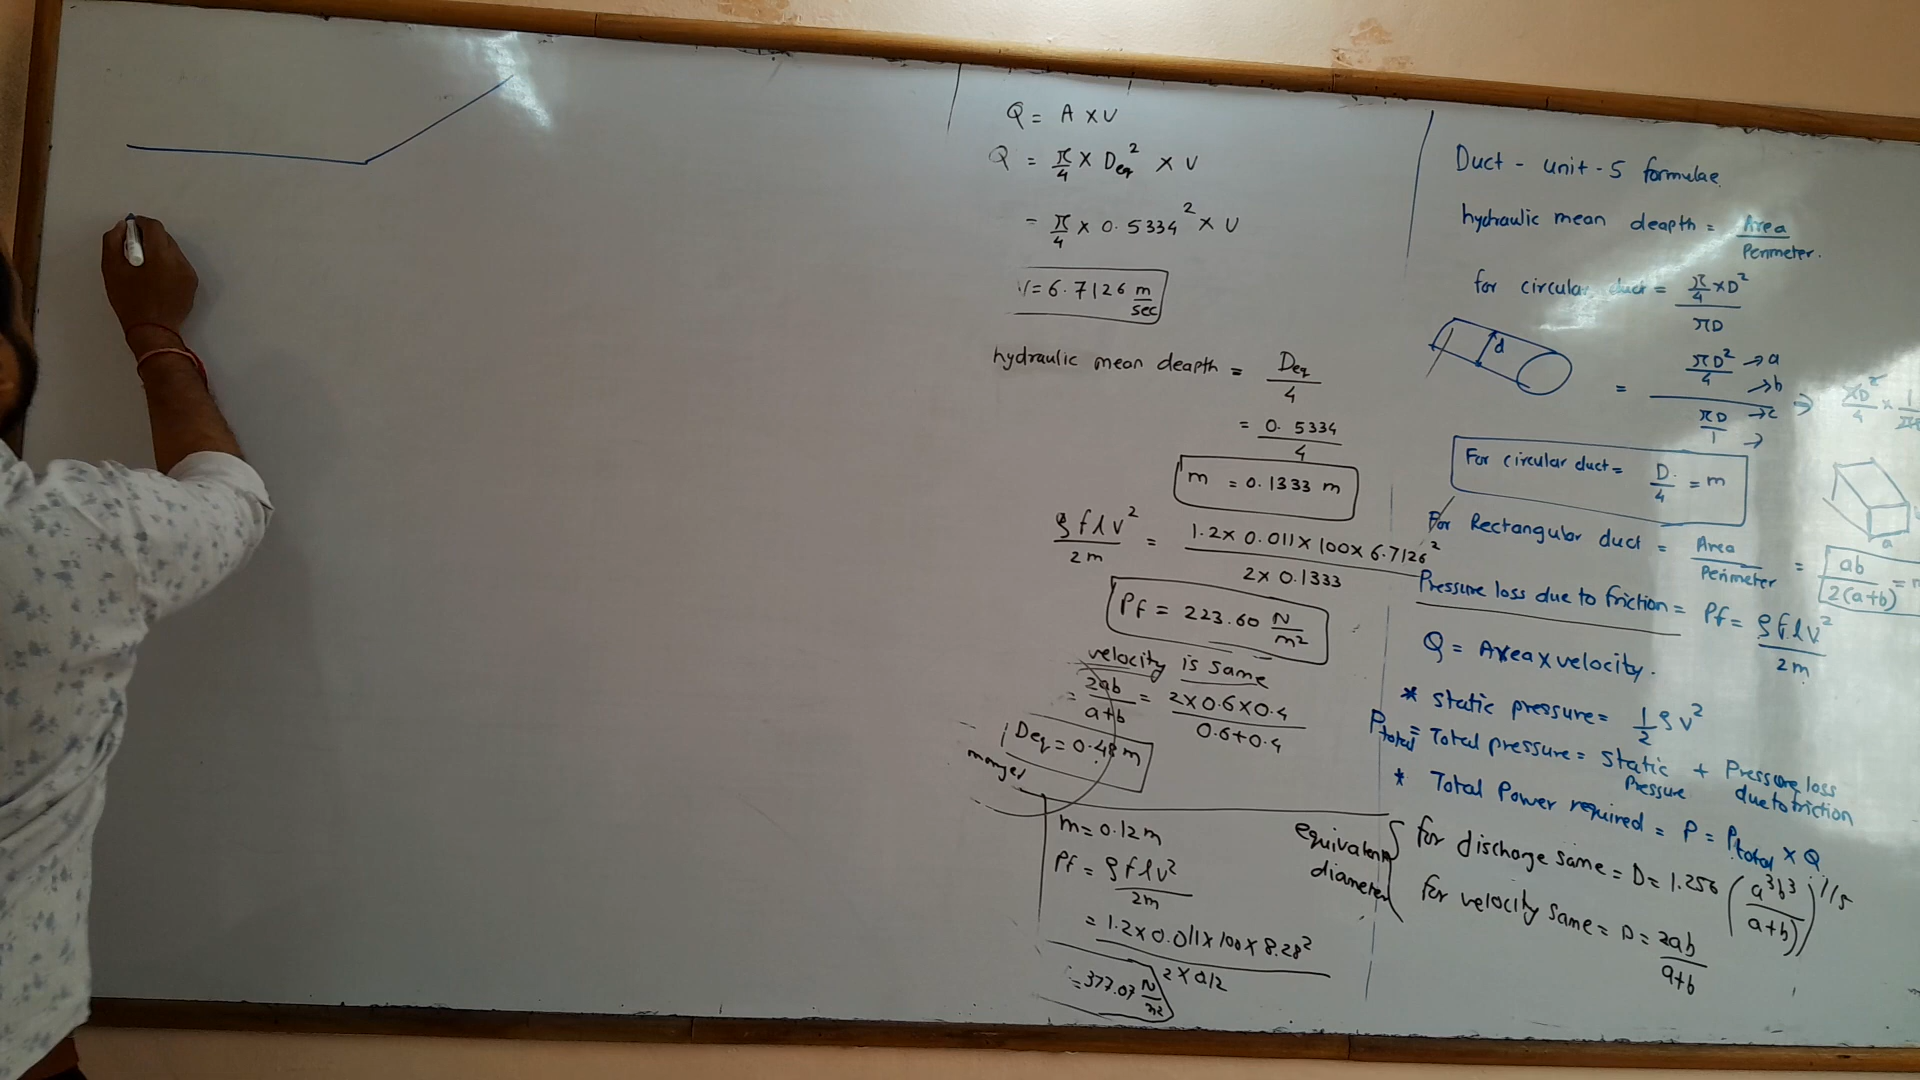 Q = A x V
Q = π/4 x Deq² x V
= π/4 x 0.5334² x V
V = 6.7126 m/sec
hydraulic mean deapth = Deq/4
= 0.5334/4
m = 0.1333 m
ρflv²/2m = 1.2 x 0.011 x 100 x 6.7126²/2 x 0.1333
Pf = 223.60 N/m²
velocity is same
= 2ab/a+b = 2 x 0.6 x 0.4/0.6+0.4
Deq = 0.48 m
m = 0.12 m
Pf = ρflv²/2m
= 1.2 x 0.011 x 100 x 8.28²/2 x 0.12
= 377.07 N/m²
Duct - unit - 5 formulae
hydraulic mean deapth = Area/Perimeter.
for circular duct = π/4 x D²/πD
d
= πD²/4 / πD/1 → a → b → c →
⇒ πD²/4 x 1/πD
For circular duct = D/4 = m
a
For Rectangular duct = Area/Perimeter = ab/2(a+b) = m
Pressure loss due to friction = Pf = ρflv²/2m
Q = Area x velocity.
* Static pressure = 1/2 ρv²
Ptotal = Total pressure = Static Pressure + Pressure loss due to friction
* Total Power required = P = Ptotal x Q
equivalent diameter { for discharge same = D = 1.256 (a³b³/a+b)^1/5
for velocity same = D = 2ab/a+b